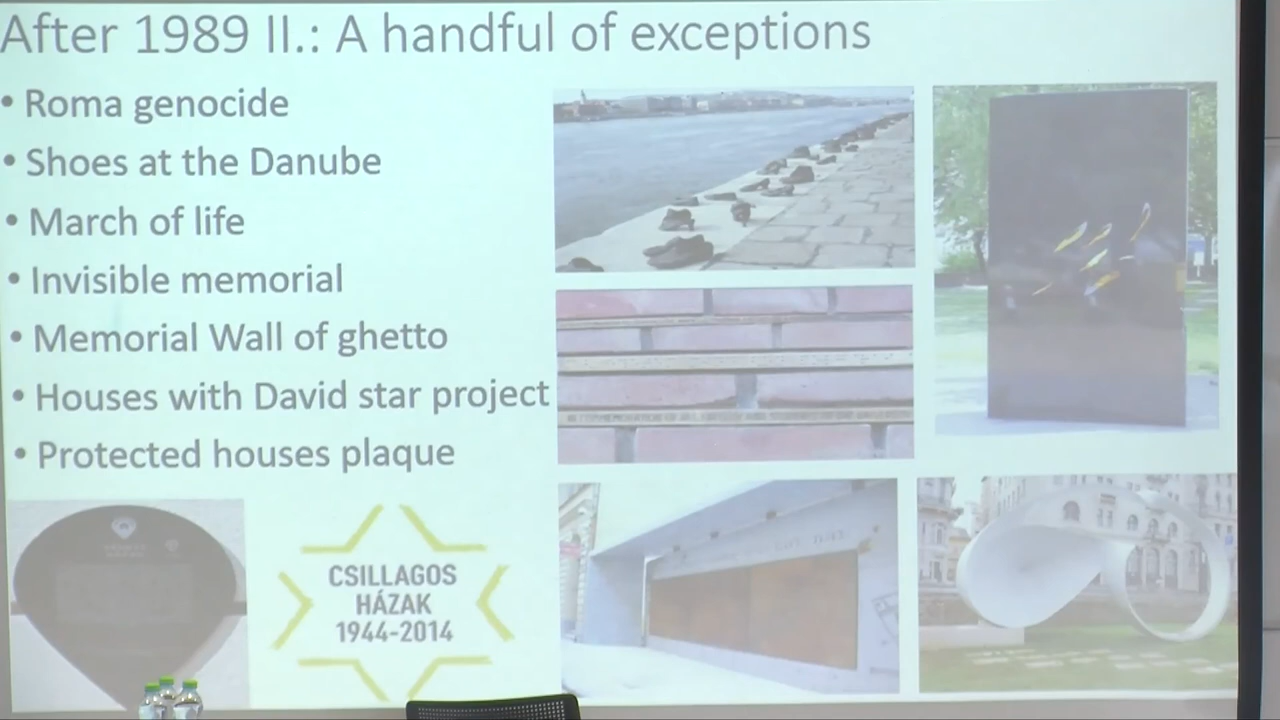 After 1989 II.: A handful of exceptions
• Roma genocide
• Shoes at the Danube
• March of life
• Invisible memorial
• Memorial Wall of ghetto
• Houses with David star project
• Protected houses plaque
CSILLAGOS
HÁZAK
1944-2014